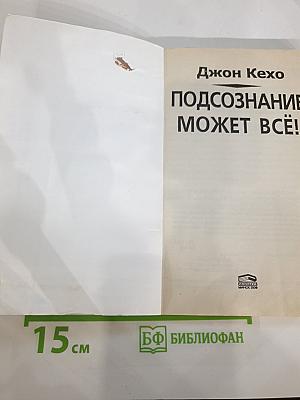 Джон Кехо
ПОДСОЗНАНИЕ
МОЖЕТ ВСЁ!
15 см
БФ БИБЛИОФАН